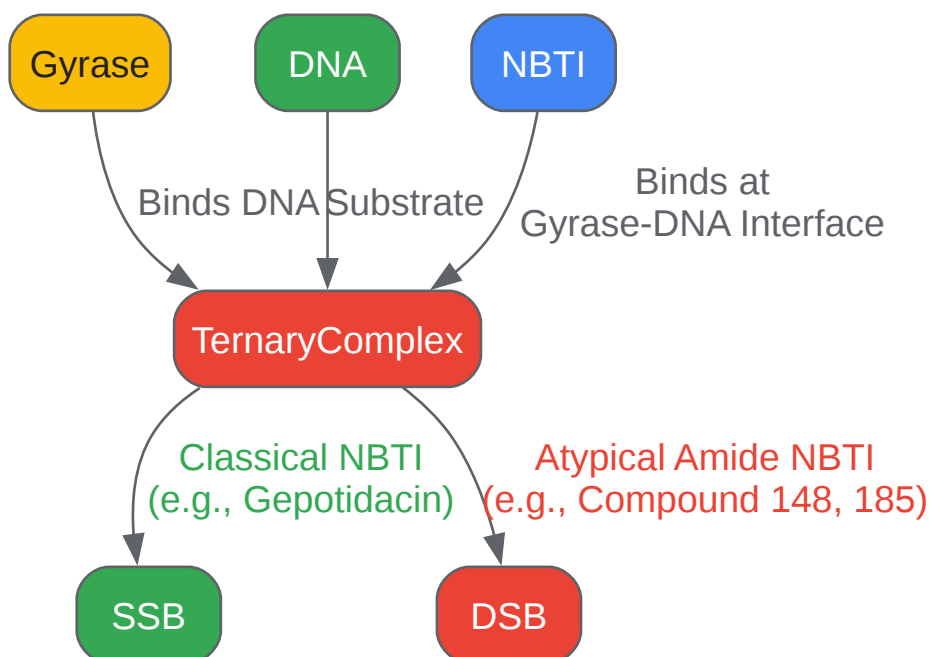 Gyrase
DNA
NBTI
Binds DNA Substrate
Binds at
Gyrase-DNA Interface
TernaryComplex
Classical NBTI
(e.g., Gepotidacin)
Atypical Amide NBTI
(e.g., Compound 148, 185)
SSB
DSB